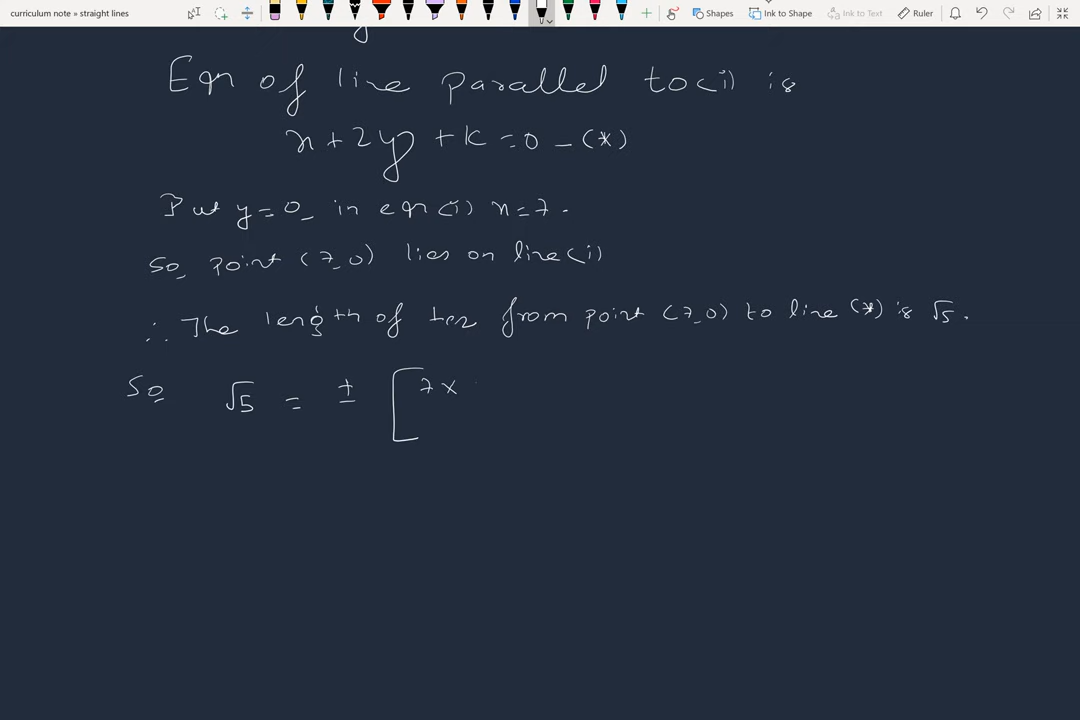 curriculum note » straight lines
Shapes Ink to Shape Ink to Text Ruler
Eqn of line parallel to (i) is
x + 2y + k = 0 - (*)
Put y = 0 in eqn (i) x = 7.
So, point (7, 0) lies on line (i)
∴ The length of per from point (7, 0) to line (*) is √5.
So √5 = ± [ 7x